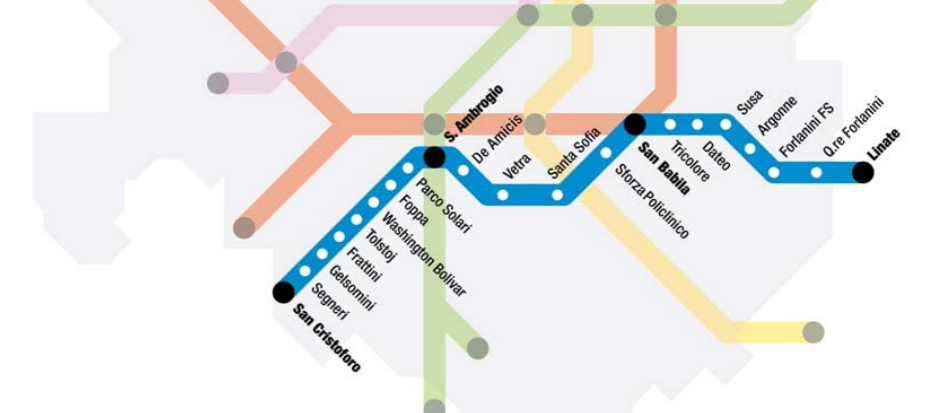 San Cristoforo
Segneri
Gelsomini
Frattini
Tolstoj
Washington Bolivar
Foppa
Parco Solari
S. Ambrogio
De Amicis
Vetra
Santa Sofia
Sforza Policlinico
San Babila
Tricolore
Dateo
Susa
Argonne
Forlanini FS
Q.re Forlanini
Linate